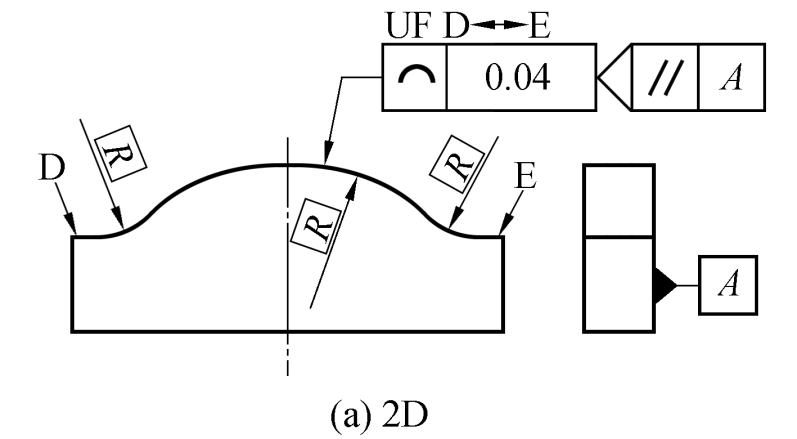 UF D↔E
⌒ 0.04 // A
D
R
R
E
R
A
(a) 2D